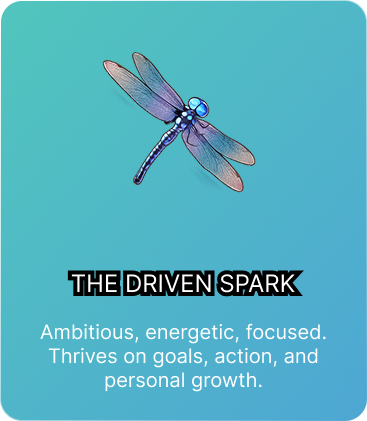 THE DRIVEN SPARK
Ambitious, energetic, focused.
Thrives on goals, action, and
personal growth.